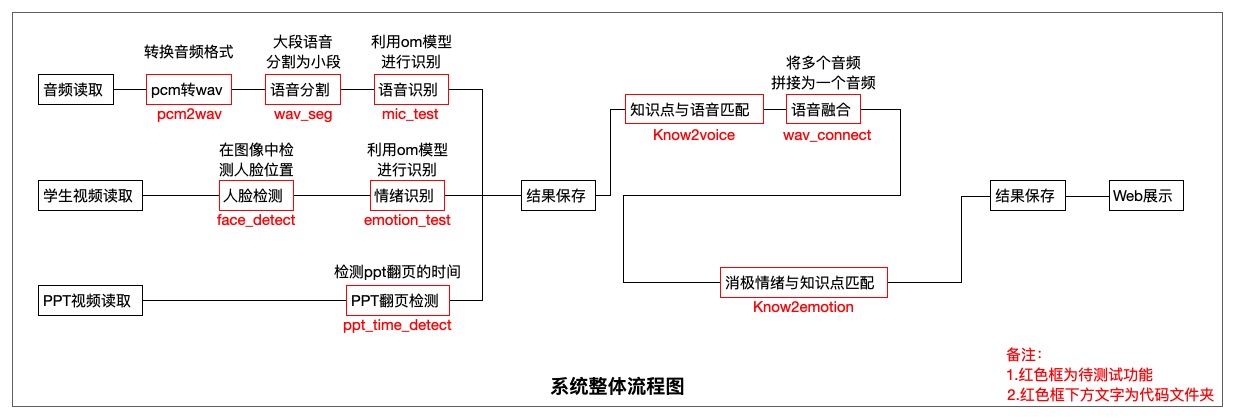 转换音频格式
大段语音
分割为小段
利用om模型
进行识别
音频读取
pcm转wav
语音分割
语音识别
pcm2wav
wav_seg
mic_test
在图像中检
测人脸位置
利用om模型
进行识别
学生视频读取
人脸检测
情绪识别
face_detect
emotion_test
检测ppt翻页的时间
PPT视频读取
PPT翻页检测
ppt_time_detect
结果保存
将多个音频
拼接为一个音频
知识点与语音匹配
语音融合
Know2voice
wav_connect
消极情绪与知识点匹配
Know2emotion
结果保存
Web展示
系统整体流程图
备注：
1.红色框为待测试功能
2.红色框下方文字为代码文件夹